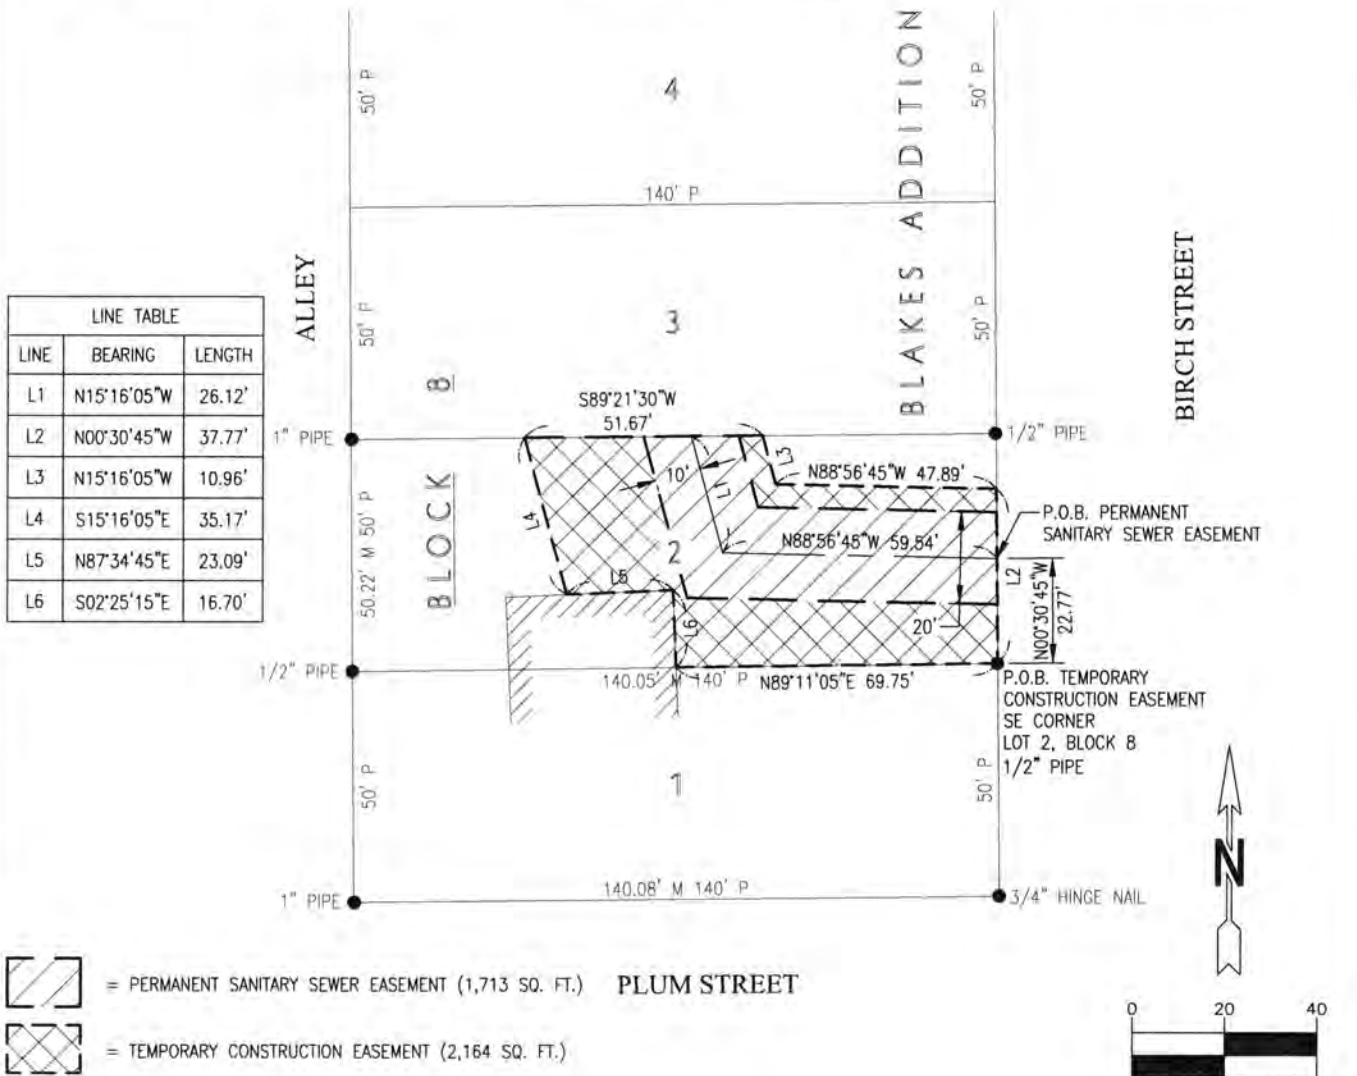 4
50' P
50' P
BLAKES ADDITION
140' P
ALLEY
BIRCH STREET
LINE TABLE
LINE BEARING LENGTH
L1 N15°16'05"W 26.12'
L2 N00°30'45"W 37.77'
L3 N15°16'05"W 10.96'
L4 S15°16'05"E 35.17'
L5 N87°34'45"E 23.09'
L6 S02°25'15"E 16.70'
50' P
3
50' P
BLOCK 8
S89°21'30"W
51.67'
1" PIPE
1/2" PIPE
L3
N88°56'45"W 47.89'
10'
L1
P.O.B. PERMANENT
SANITARY SEWER EASEMENT
L4
2
N88°56'45"W 59.54'
50.22' M 50' P
L5
L2
N00°30'45"W
22.77'
20'
L6
1/2" PIPE
140.05' M 140' P
N89°11'05"E 69.75'
P.O.B. TEMPORARY
CONSTRUCTION EASEMENT
SE CORNER
LOT 2, BLOCK 8
1/2" PIPE
50' P
1
50' P
N
1" PIPE
140.08' M 140' P
3/4" HINGE NAIL
= PERMANENT SANITARY SEWER EASEMENT (1,713 SQ. FT.)
PLUM STREET
= TEMPORARY CONSTRUCTION EASEMENT (2,164 SQ. FT.)
0 20 40